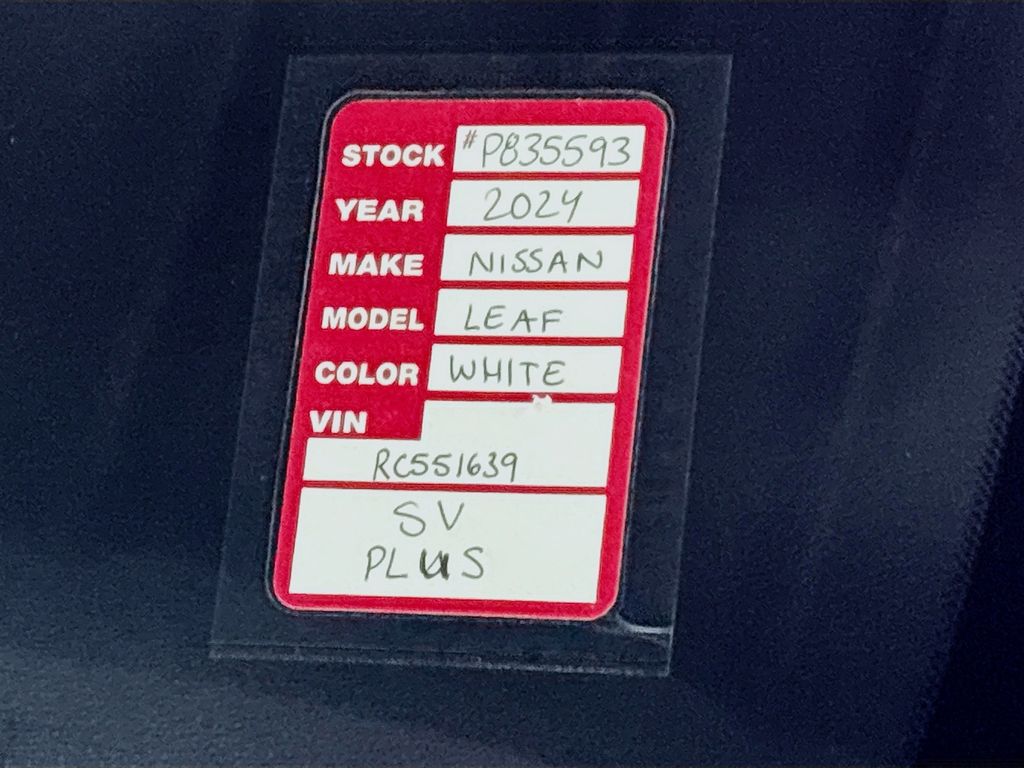 STOCK #PB35593
YEAR 2024
MAKE NISSAN
MODEL LEAF
COLOR WHITE
VIN
RC551639
SV
PLUS